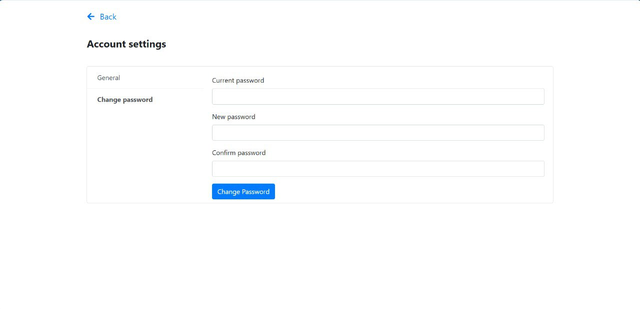 Back
Account settings
General
Change password
Current password
New password
Confirm password
Change Password